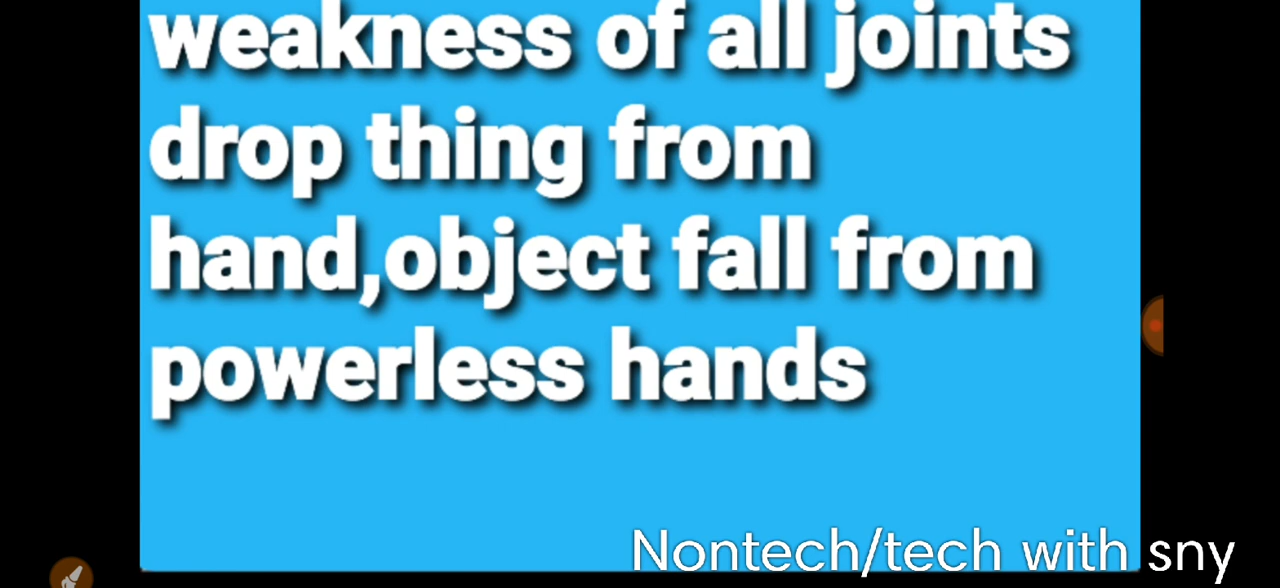 weakness of all joints
drop thing from
hand,object fall from
powerless hands
Nontech/tech with sny